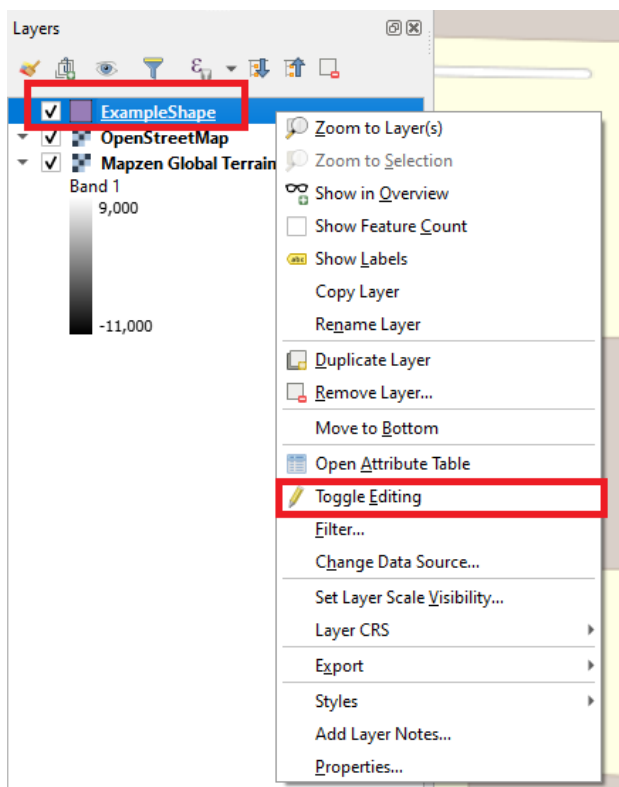 Layers
ExampleShape
OpenStreetMap
Mapzen Global Terrain
Band 1
9,000
-11,000
Zoom to Layer(s)
Zoom to Selection
Show in Overview
Show Feature Count
abc Show Labels
Copy Layer
Rename Layer
Duplicate Layer
Remove Layer...
Move to Bottom
Open Attribute Table
Toggle Editing
Filter...
Change Data Source...
Set Layer Scale Visibility...
Layer CRS
Export
Styles
Add Layer Notes...
Properties...